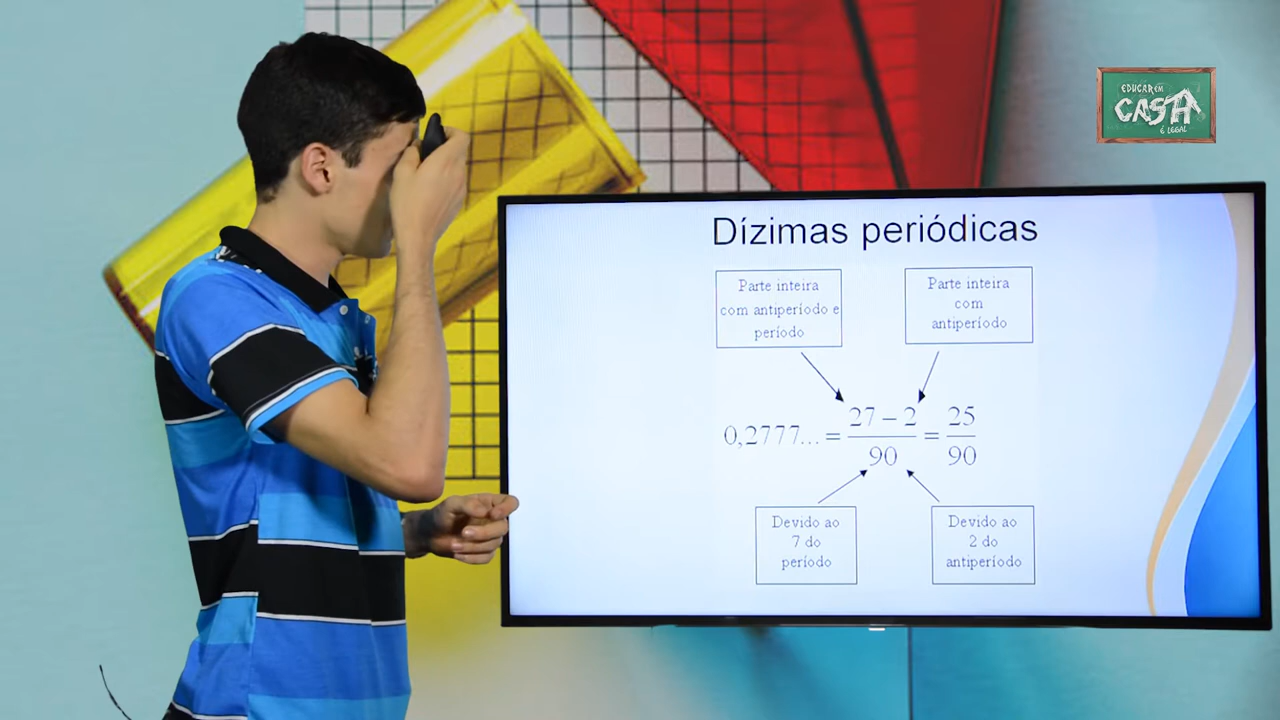 EDUCAR EM
CASA
É LEGAL
Dízimas periódicas
Parte inteira
com antiperíodo e
período
Parte inteira
com
antiperíodo
0,2777... = 27 − 2 / 90 = 25 / 90
Devido ao
7 do
período
Devido ao
2 do
antiperíodo